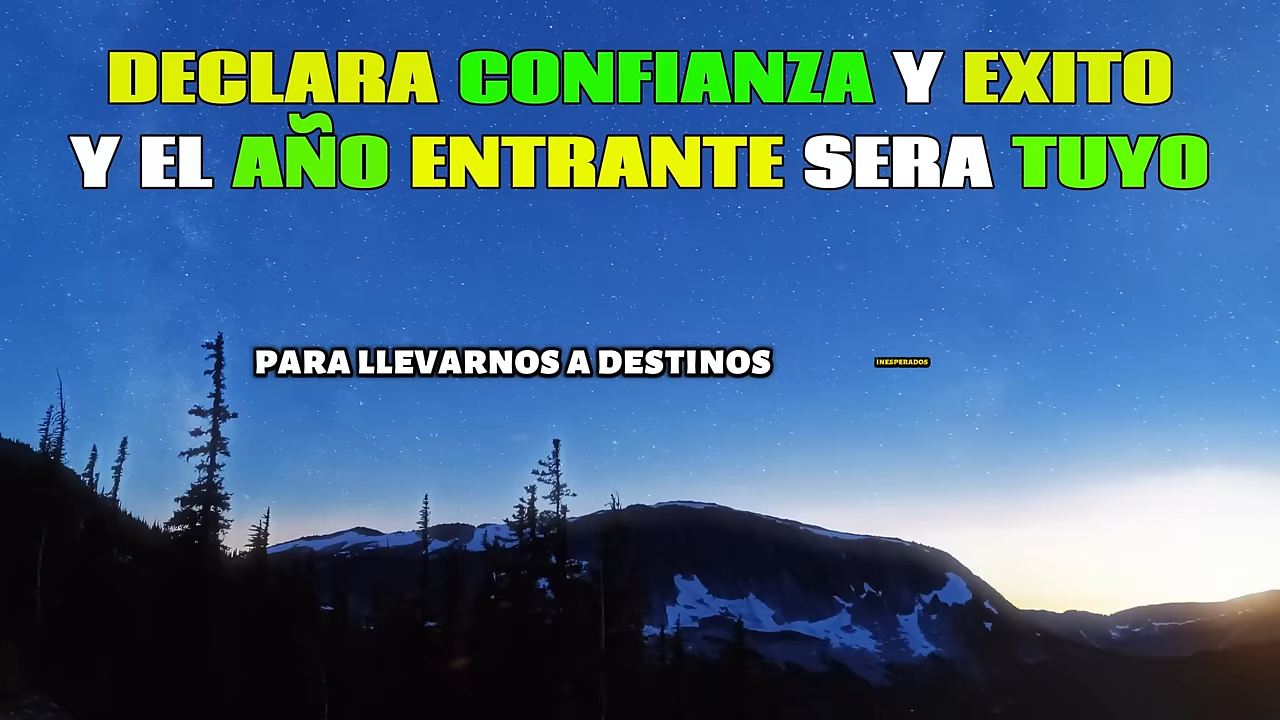 DECLARA CONFIANZA Y EXITO
Y EL AÑO ENTRANTE SERA TUYO
PARA LLEVARNOS A DESTINOS INESPERADOS